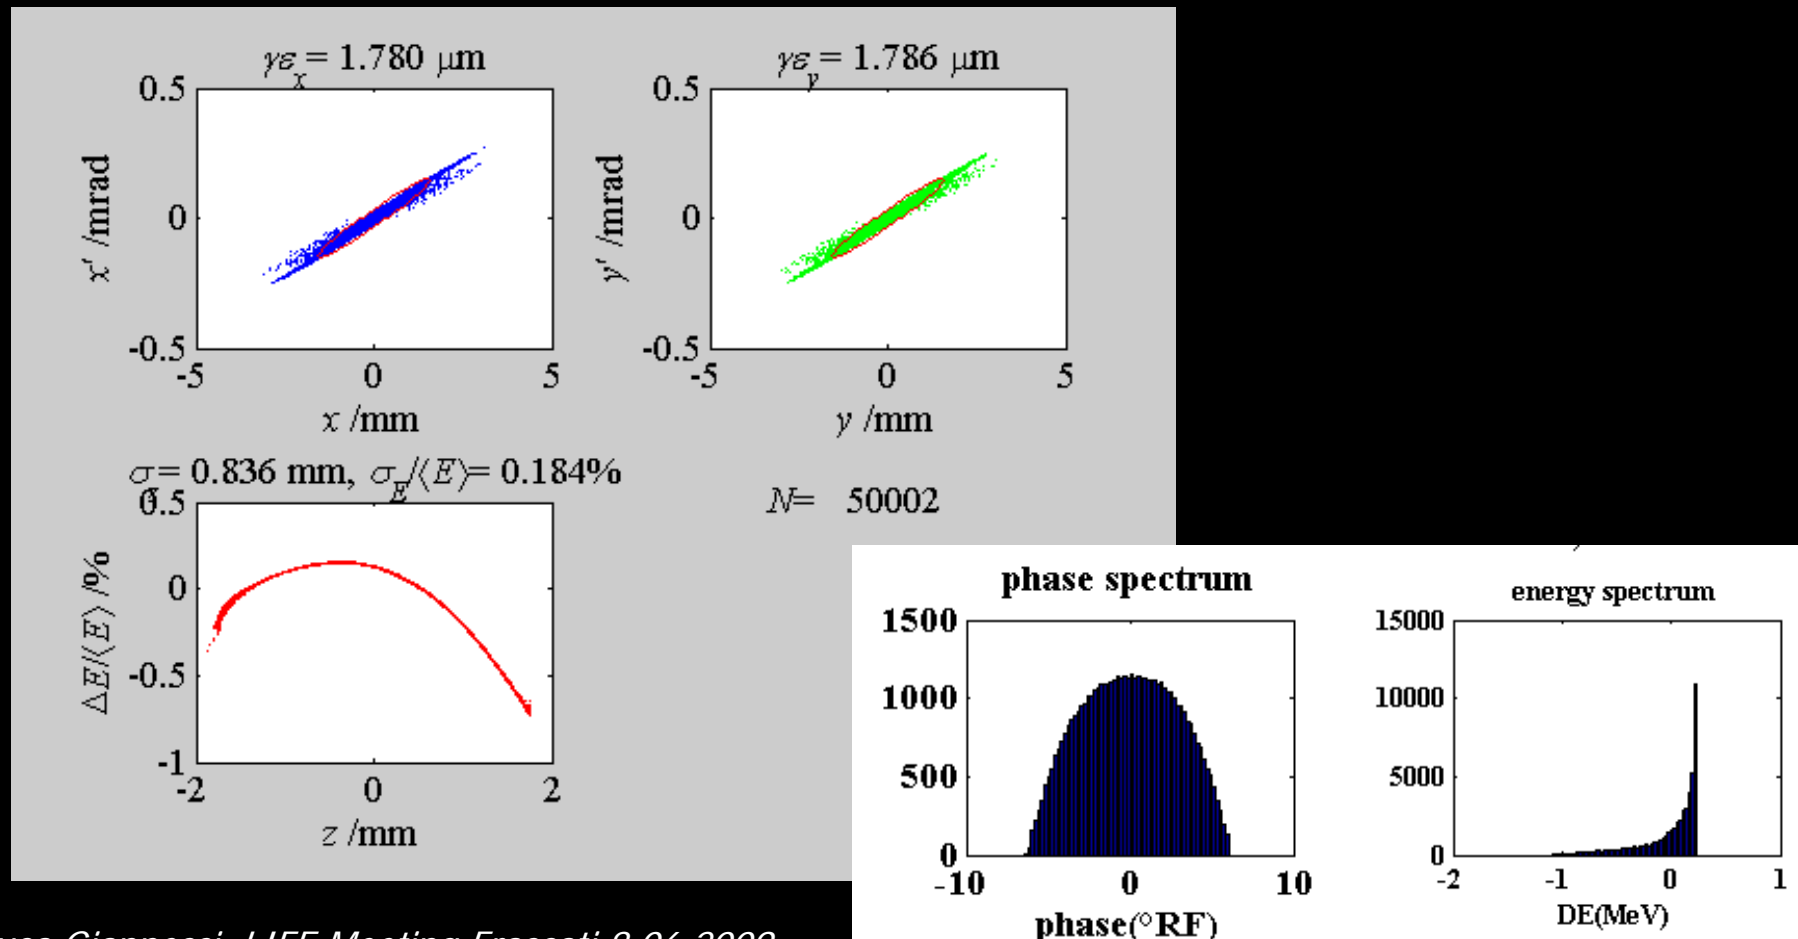 γε_x = 1.780 μm
0.5
0
-0.5
-5 0 5
x' /mrad
x /mm
γε_y = 1.786 μm
0.5
0
-0.5
-5 0 5
y' /mrad
y /mm
σ_z= 0.836 mm, σ_E/⟨E⟩= 0.184%
0.5
0
-0.5
-1
-2 0 2
ΔE/⟨E⟩ /%
z /mm
N= 50002
phase spectrum
1500
1000
500
0
-10 0 10
phase(°RF)
energy spectrum
15000
10000
5000
0
-2 -1 0 1
DE(MeV)
Meeting Frascati